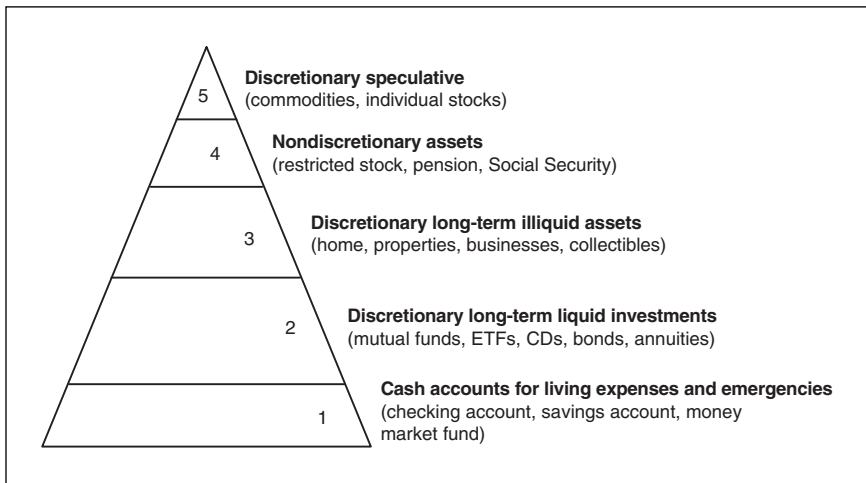 5
Discretionary speculative
(commodities, individual stocks)
4
Nondiscretionary assets
(restricted stock, pension, Social Security)
3
Discretionary long-term illiquid assets
(home, properties, businesses, collectibles)
2
Discretionary long-term liquid investments
(mutual funds, ETFs, CDs, bonds, annuities)
1
Cash accounts for living expenses and emergencies
(checking account, savings account, money
market fund)